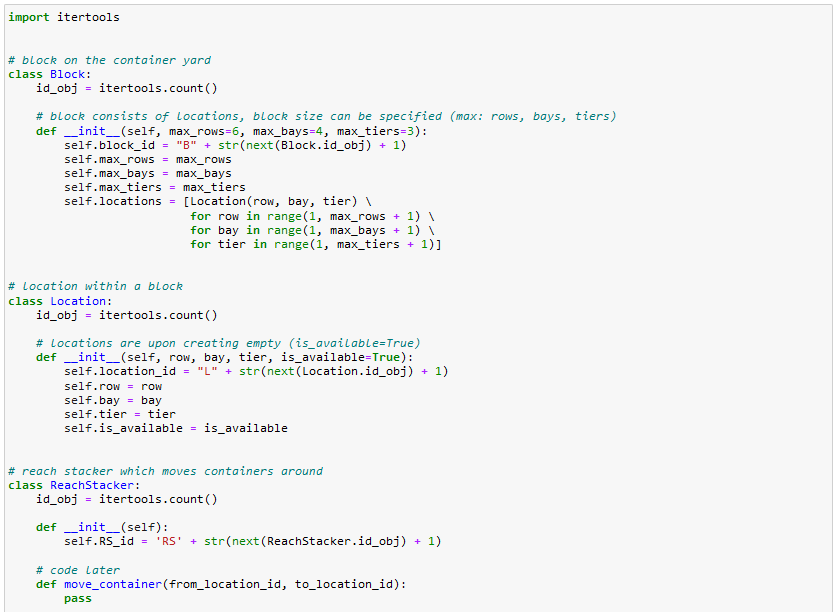 import itertools
# block on the container yard
class Block:
    id_obj = itertools.count()
    # block consists of locations, block size can be specified (max: rows, bays, tiers)
    def __init__(self, max_rows=6, max_bays=4, max_tiers=3):
        self.block_id = "B" + str(next(Block.id_obj) + 1)
        self.max_rows = max_rows
        self.max_bays = max_bays
        self.max_tiers = max_tiers
        self.locations = [Location(row, bay, tier) \
                          for row in range(1, max_rows + 1) \
                          for bay in range(1, max_bays + 1) \
                          for tier in range(1, max_tiers + 1)]
# location within a block
class Location:
    id_obj = itertools.count()
    # locations are upon creating empty (is_available=True)
    def __init__(self, row, bay, tier, is_available=True):
        self.location_id = "L" + str(next(Location.id_obj) + 1)
        self.row = row
        self.bay = bay
        self.tier = tier
        self.is_available = is_available
# reach stacker which moves containers around
class ReachStacker:
    id_obj = itertools.count()
    def __init__(self):
        self.RS_id = 'RS' + str(next(ReachStacker.id_obj) + 1)
    # code later
    def move_container(from_location_id, to_location_id):
        pass